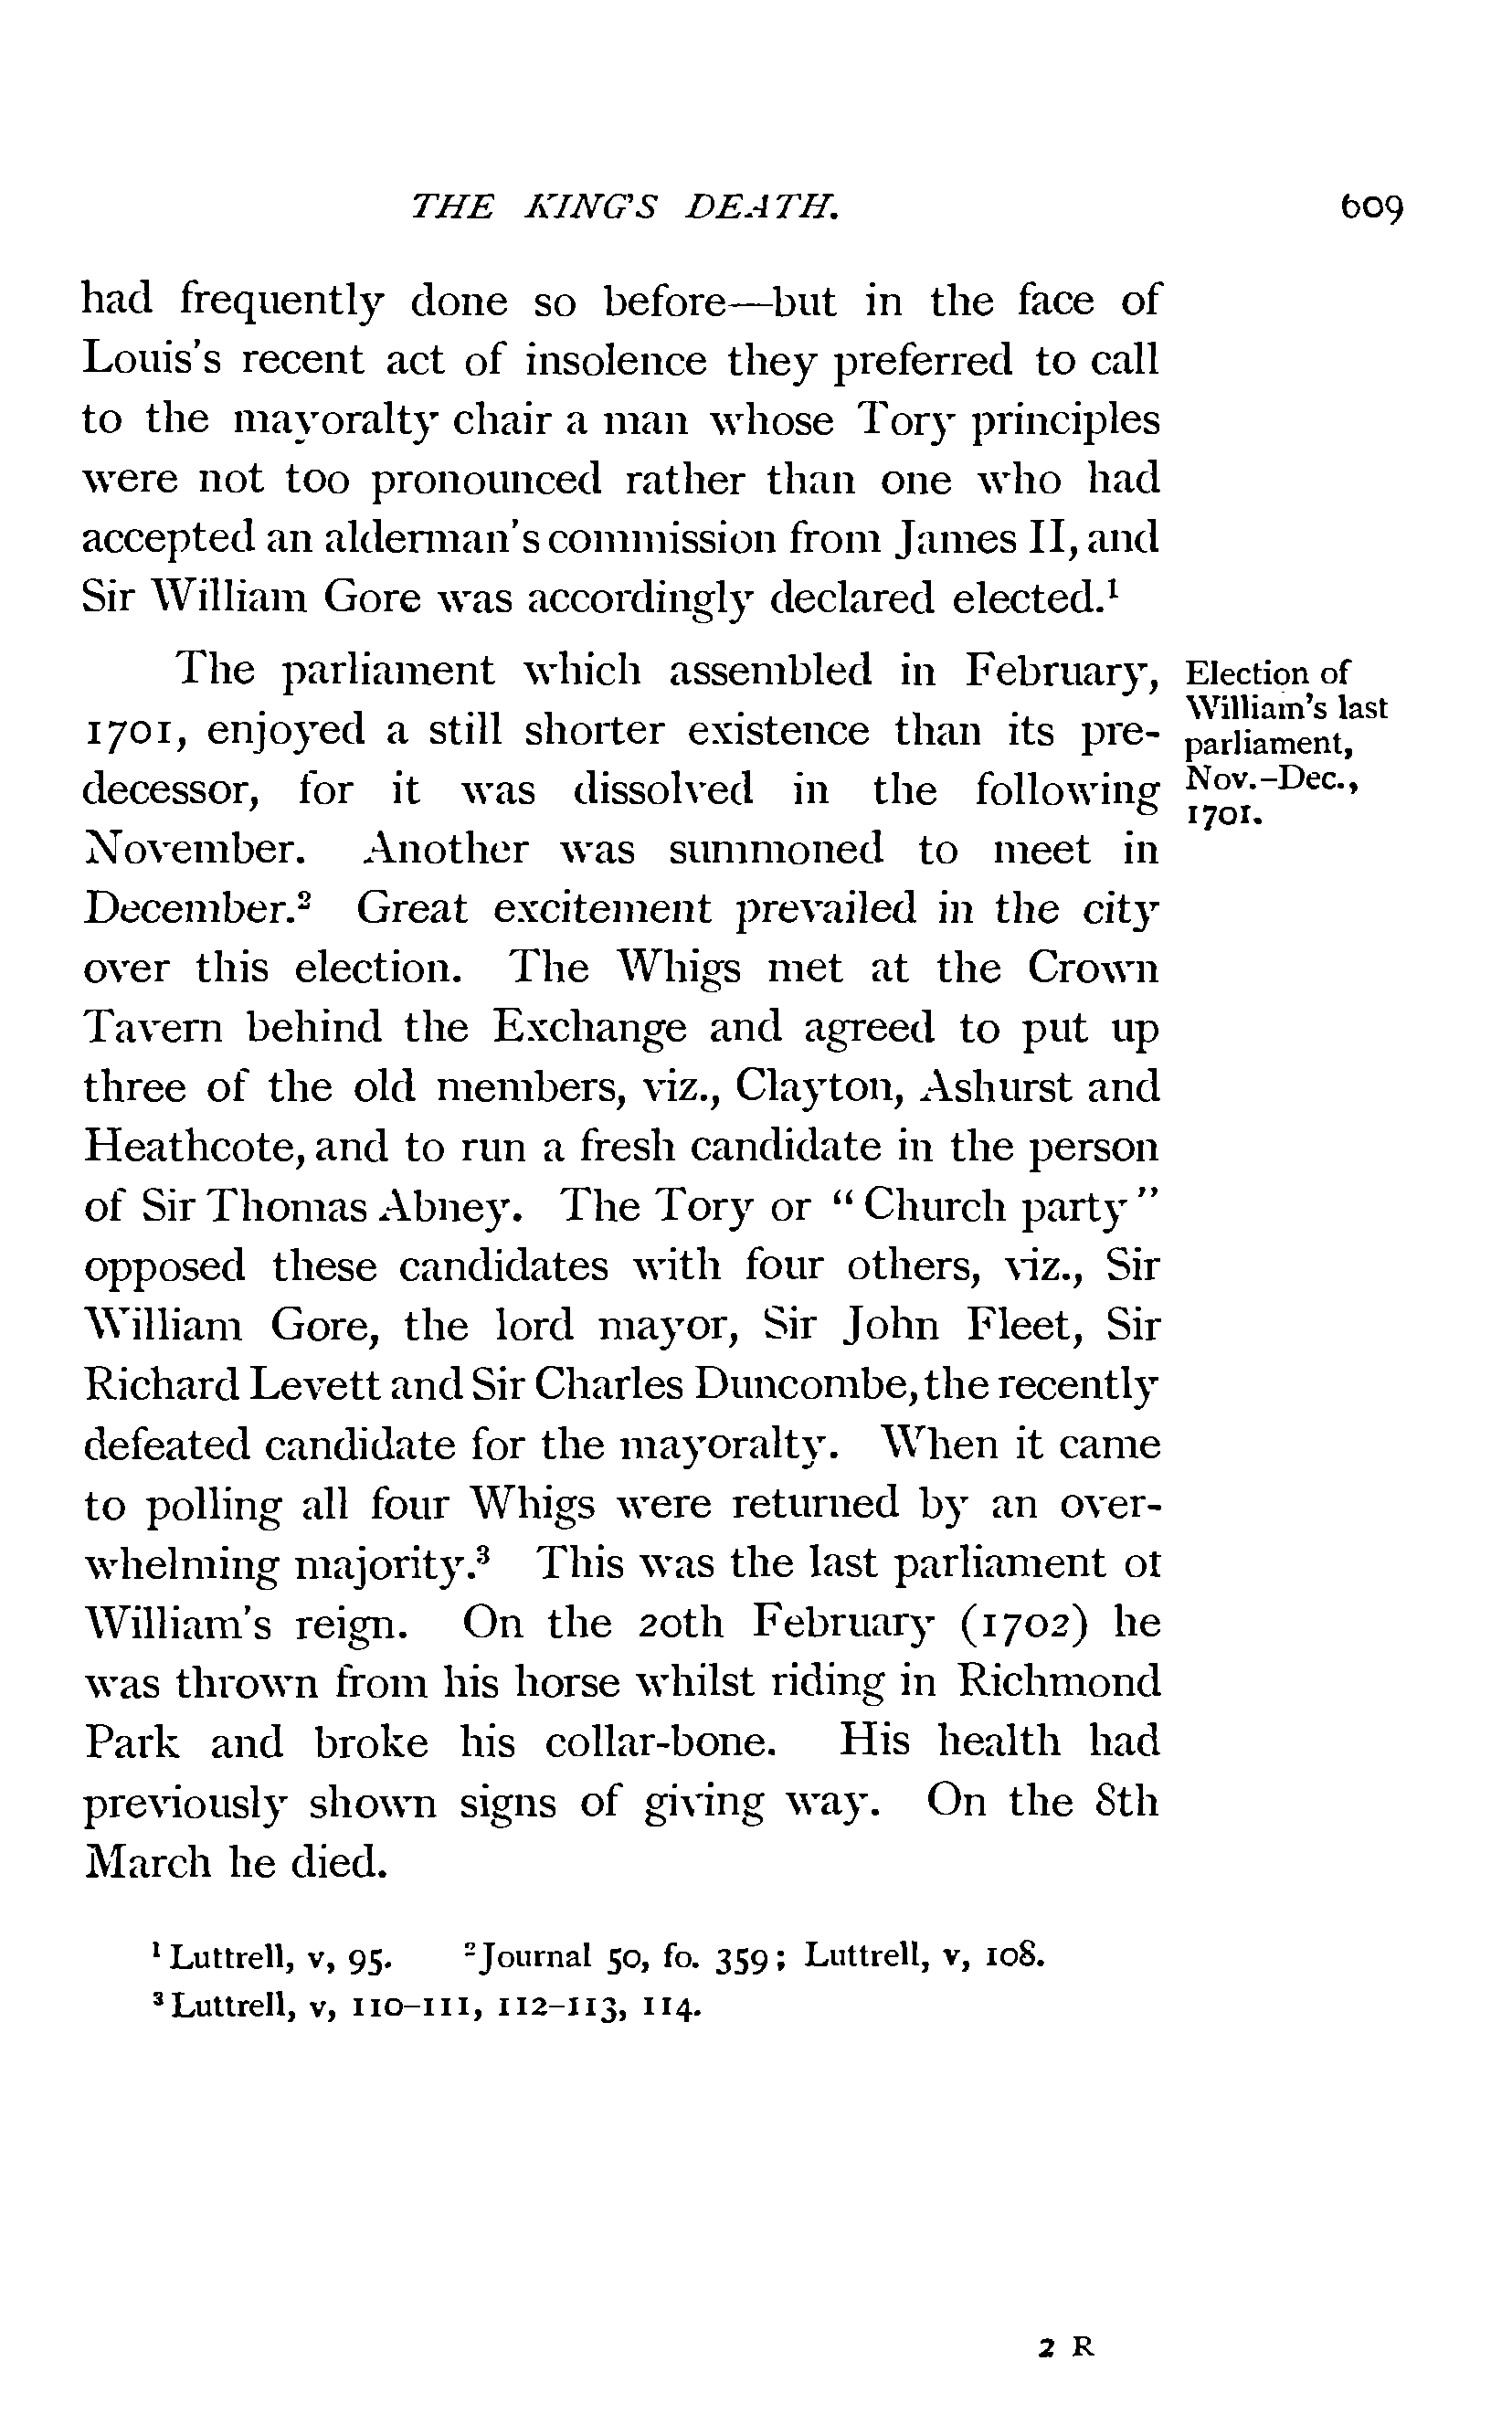 THE KING'S DEATH. 609
had frequently done so before—but in the face of
Louis's recent act of insolence they preferred to call
to the mayoralty chair a man whose Tory principles
were not too pronounced rather than one who had
accepted an alderman's commission from James II, and
Sir William Gore was accordingly declared elected.¹
The parliament which assembled in February,
1701, enjoyed a still shorter existence than its pre-
decessor, for it was dissolved in the following
November. Another was summoned to meet in
December.² Great excitement prevailed in the city
over this election. The Whigs met at the Crown
Tavern behind the Exchange and agreed to put up
three of the old members, viz., Clayton, Ashurst and
Heathcote, and to run a fresh candidate in the person
of Sir Thomas Abney. The Tory or "Church party"
opposed these candidates with four others, viz., Sir
William Gore, the lord mayor, Sir John Fleet, Sir
Richard Levett and Sir Charles Duncombe, the recently
defeated candidate for the mayoralty. When it came
to polling all four Whigs were returned by an over-
whelming majority.³ This was the last parliament of
William's reign. On the 20th February (1702) he
was thrown from his horse whilst riding in Richmond
Park and broke his collar-bone. His health had
previously shown signs of giving way. On the 8th
March he died.
Election of
William's last
parliament,
Nov.-Dec.,
1701.
¹ Luttrell, v, 95. ² Journal 50, fo. 359; Luttrell, v, 108.
³ Luttrell, v, 110–111, 112–113, 114.
2 R